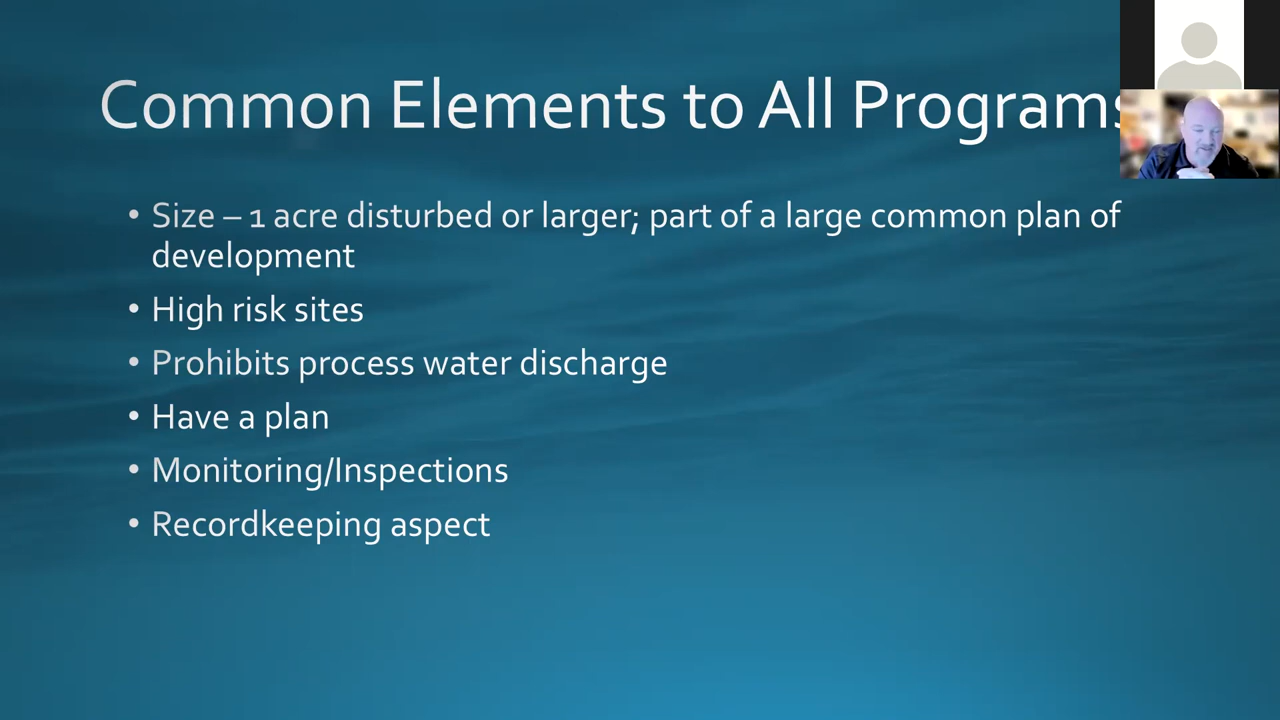 Common Elements to All Programs
• Size – 1 acre disturbed or larger; part of a large common plan of
development
• High risk sites
• Prohibits process water discharge
• Have a plan
• Monitoring/Inspections
• Recordkeeping aspect